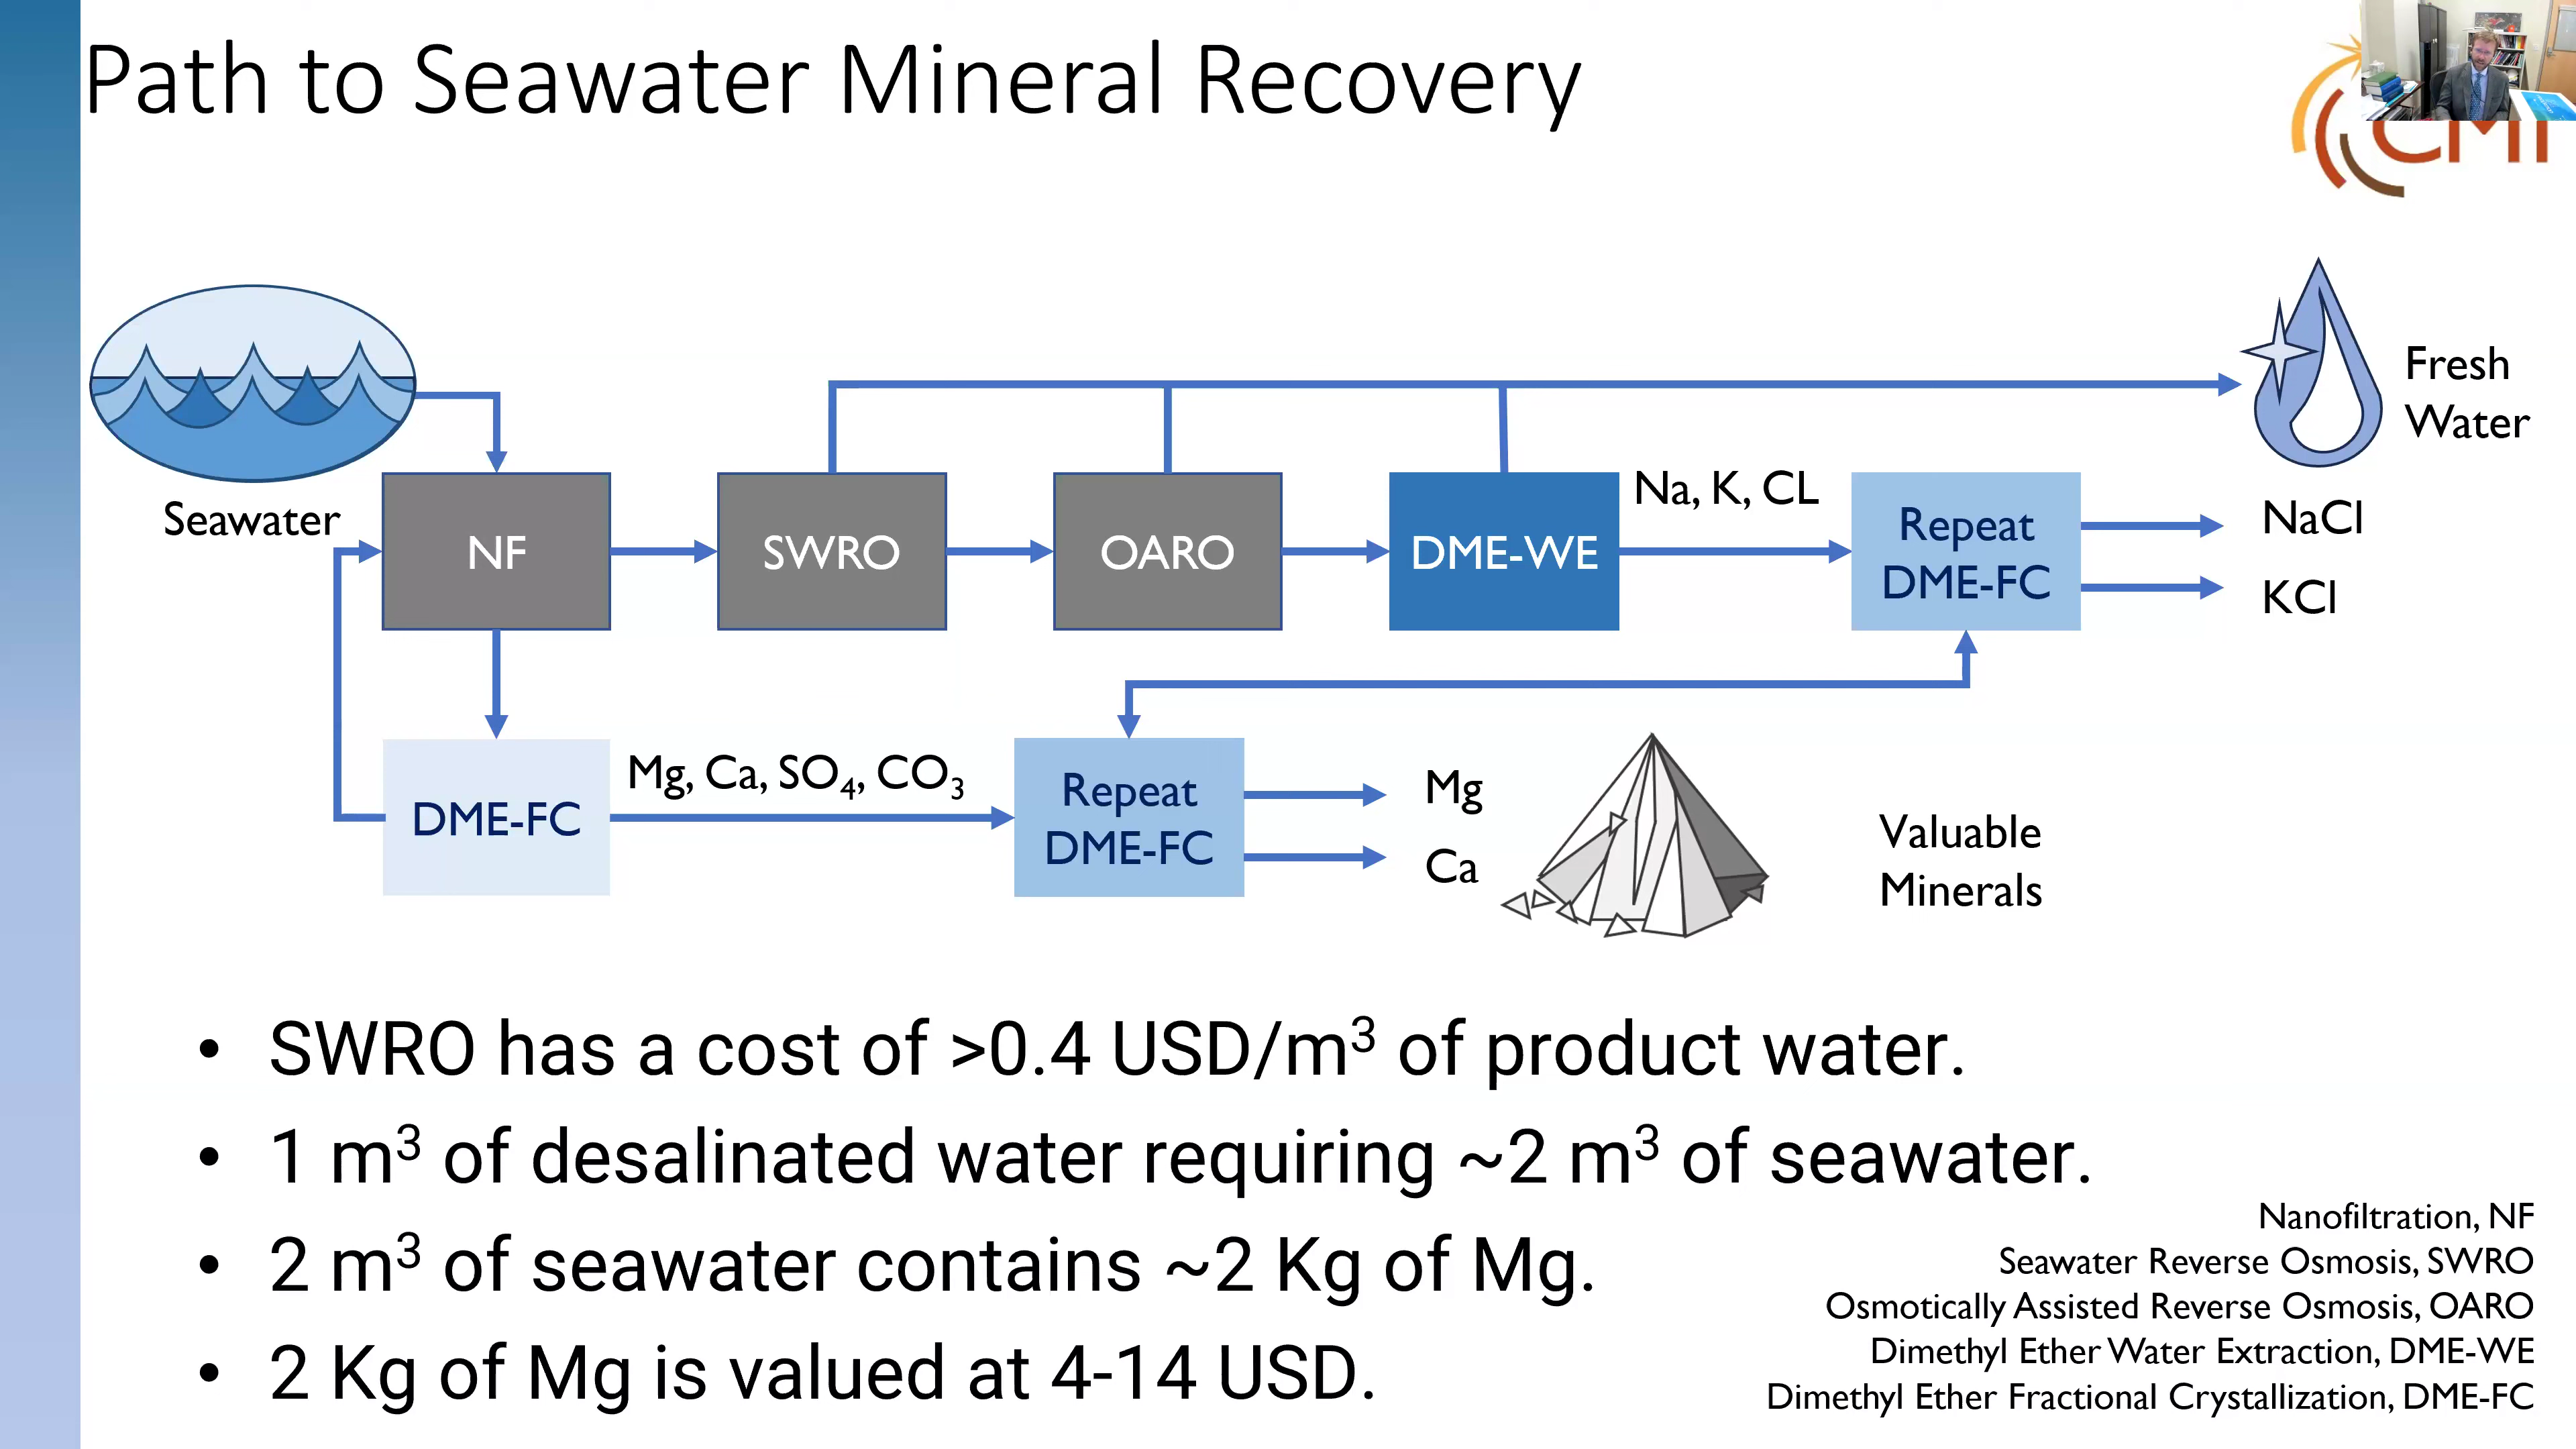 Path to Seawater Mineral Recovery
CMI
Seawater
Fresh
Water
NF
SWRO
OARO
DME-WE
Na, K, CL
Repeat
DME-FC
NaCl
KCl
DME-FC
Mg, Ca, SO₄, CO₃
Repeat
DME-FC
Mg
Ca
Valuable
Minerals
• SWRO has a cost of >0.4 USD/m³ of product water.
• 1 m³ of desalinated water requiring ~2 m³ of seawater.
• 2 m³ of seawater contains ~2 Kg of Mg.
• 2 Kg of Mg is valued at 4-14 USD.
Nanofiltration, NF
Seawater Reverse Osmosis, SWRO
Osmotically Assisted Reverse Osmosis, OARO
Dimethyl Ether Water Extraction, DME-WE
Dimethyl Ether Fractional Crystallization, DME-FC